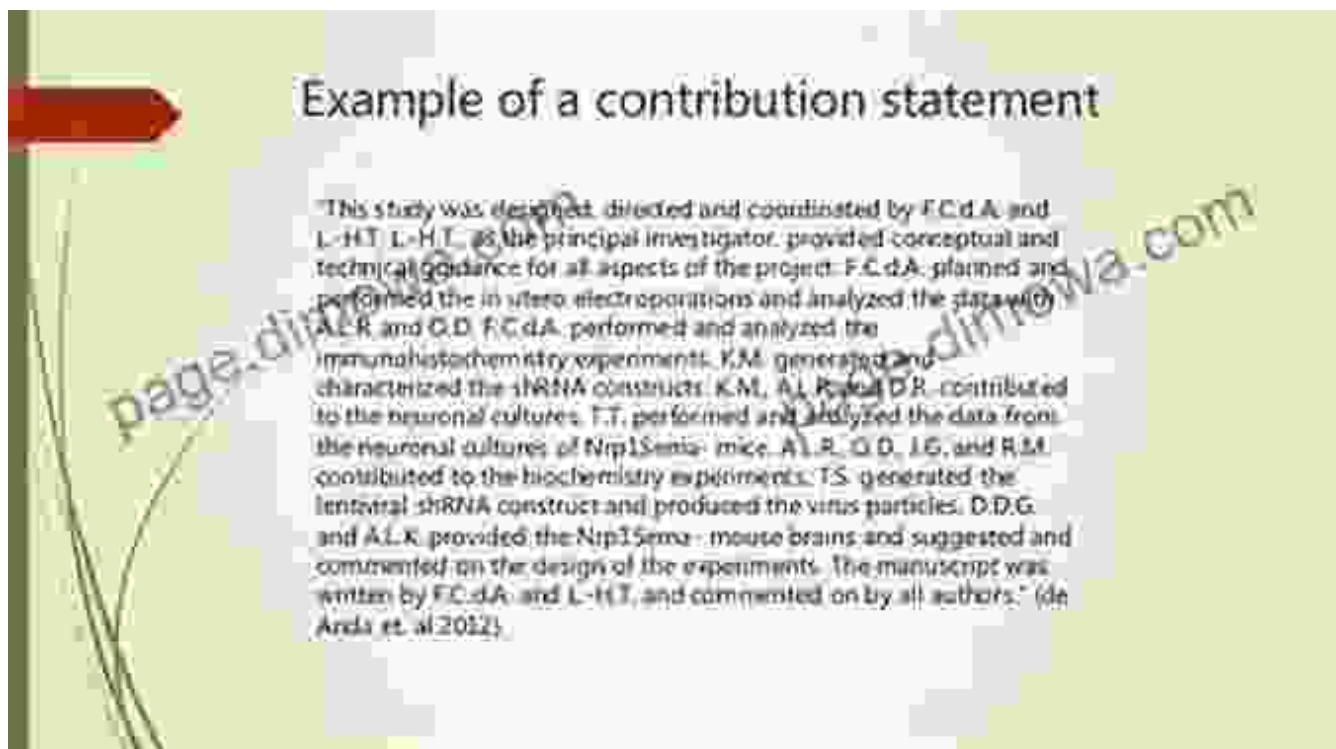 Example of a contribution statement
"This study was designed, directed and coordinated by F.C.d.A. and
L.-H.T. L.-H.T., as the principal investigator, provided conceptual and
technical guidance for all aspects of the project. F.C.d.A. planned and
performed the in utero electroporations and analyzed the data with
A.L.R. and O.D. F.C.d.A. performed and analyzed the
immunohistochemistry experiments. K.M. generated and
characterized the shRNA constructs. K.M., A.L.R. and D.R. contributed
to the neuronal cultures. T.T. performed and analyzed the data from
the neuronal cultures of Nrp1Sema- mice. A.L.R., O.D., J.G. and R.M.
contributed to the biochemistry experiments. T.S. generated the
lentiviral shRNA construct and produced the virus particles. D.D.G.
and A.L.K. provided the Nrp1Sema- mouse brains and suggested and
commented on the design of the experiments. The manuscript was
written by F.C.d.A. and L.-H.T. and commented on by all authors." (de
Anda et. al 2012)
page.dimowa.com
page.dimowa.com